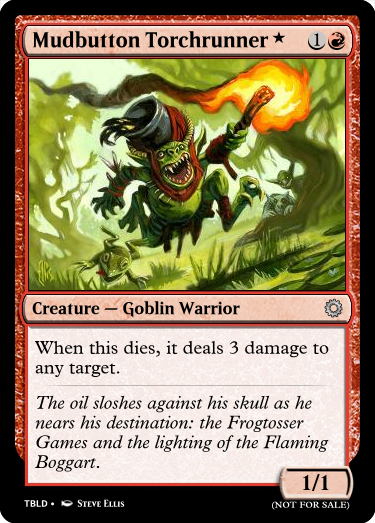 Mudbutton Torchrunner ★ 1
When this dies, it deals 3 damage to
any target.
The oil sloshes against his skull as he
nears his destination: the Frogtosser
Games and the lighting of the Flaming
Boggart.
Creature — Goblin Warrior
1/1
TBLD • Steve Ellis
(NOT FOR SALE)